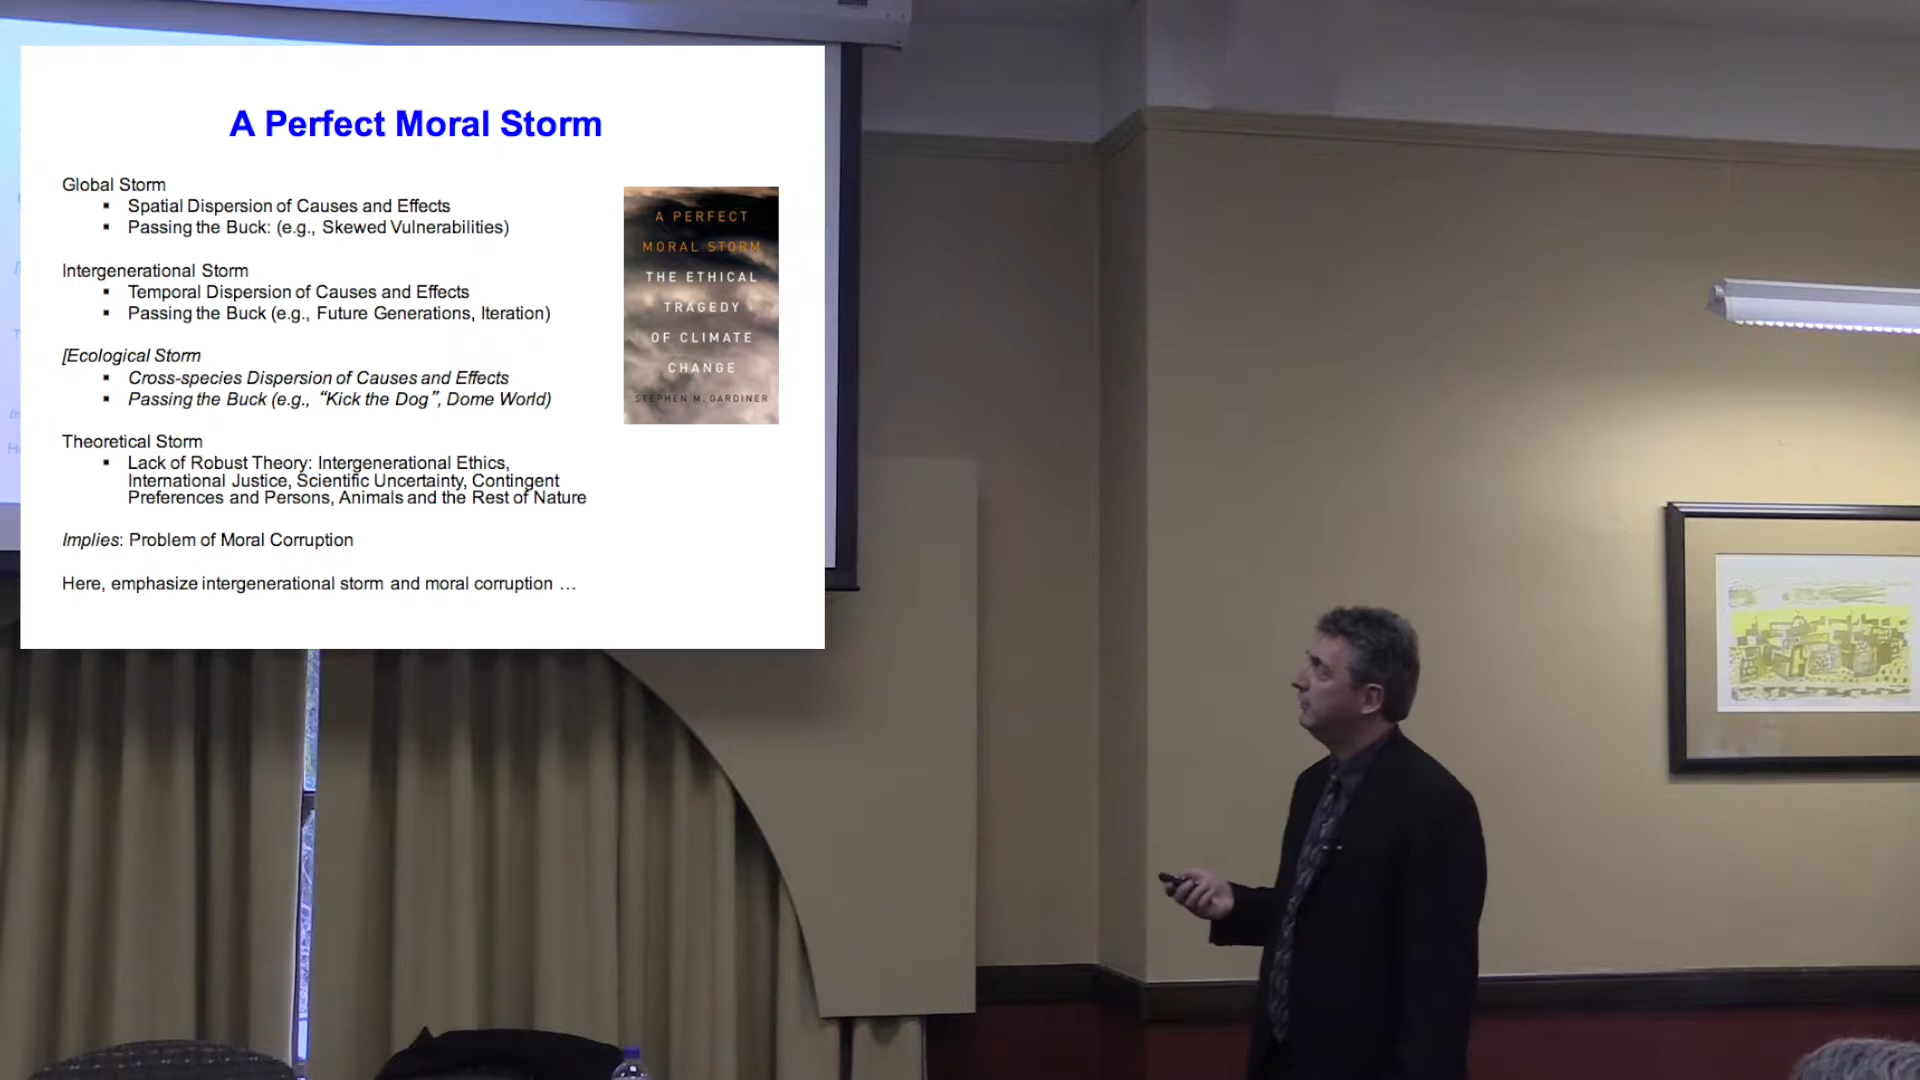 A Perfect Moral Storm
Global Storm
▪ Spatial Dispersion of Causes and Effects
▪ Passing the Buck: (e.g., Skewed Vulnerabilities)
Intergenerational Storm
▪ Temporal Dispersion of Causes and Effects
▪ Passing the Buck (e.g., Future Generations, Iteration)
[Ecological Storm
▪ Cross-species Dispersion of Causes and Effects
▪ Passing the Buck (e.g., “Kick the Dog”, Dome World)
Theoretical Storm
▪ Lack of Robust Theory: Intergenerational Ethics,
International Justice, Scientific Uncertainty, Contingent
Preferences and Persons, Animals and the Rest of Nature
Implies: Problem of Moral Corruption
Here, emphasize intergenerational storm and moral corruption …
A PERFECT
MORAL STORM
THE ETHICAL
TRAGEDY
OF CLIMATE
CHANGE
STEPHEN M. GARDINER